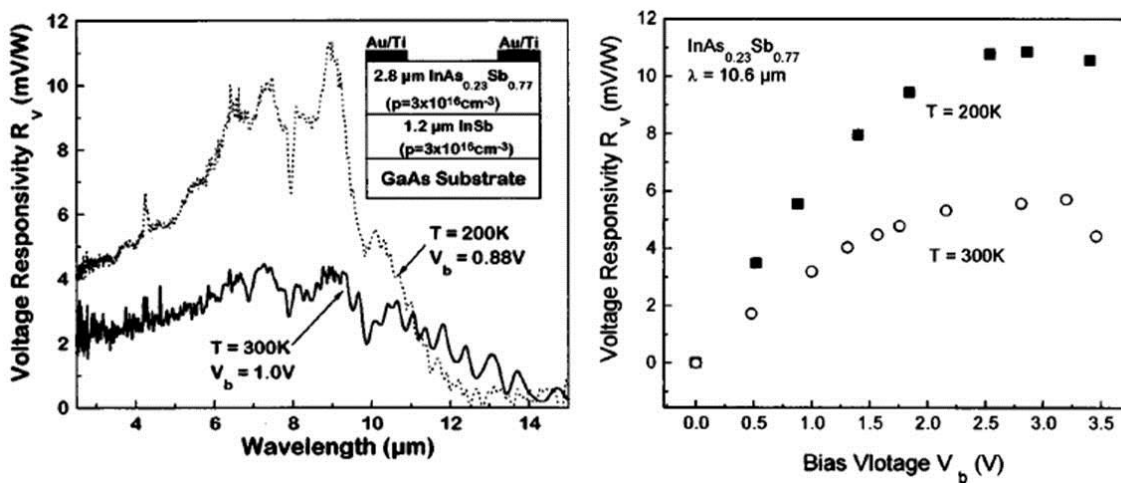 Voltage Responsivity R_v (mV/W)
12
10
8
6
4
2
0
4 6 8 10 12 14
Wavelength (μm)
Au/Ti Au/Ti
2.8 μm InAs_0.23Sb_0.77
(p=3x10^16cm^-3)
1.2 μm InSb
(p=3x10^16cm^-3)
GaAs Substrate
T = 200K
V_b = 0.88V
T = 300K
V_b = 1.0V
Voltage Responsivity R_v (mV/W)
12
10
8
6
4
2
0
0.0 0.5 1.0 1.5 2.0 2.5 3.0 3.5
Bias Vlotage V_b (V)
InAs_0.23Sb_0.77
λ = 10.6 μm
T = 200K
T = 300K